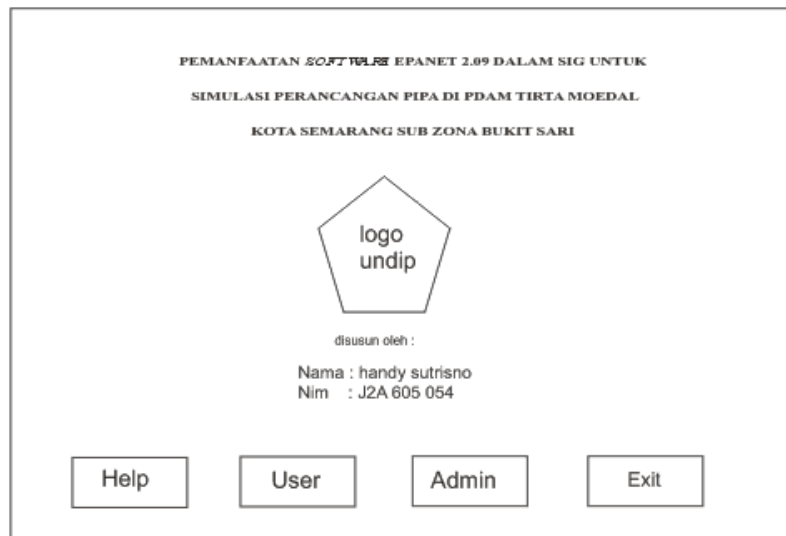 PEMANFAATAN SOFTWARE EPANET 2.09 DALAM SIG UNTUK
SIMULASI PERANCANGAN PIPA DI PDAM TIRTA MOEDAL
KOTA SEMARANG SUB ZONA BUKIT SARI
logo
undip
disusun oleh :
Nama : handy sutrisno
Nim : J2A 605 054
Help User Admin Exit